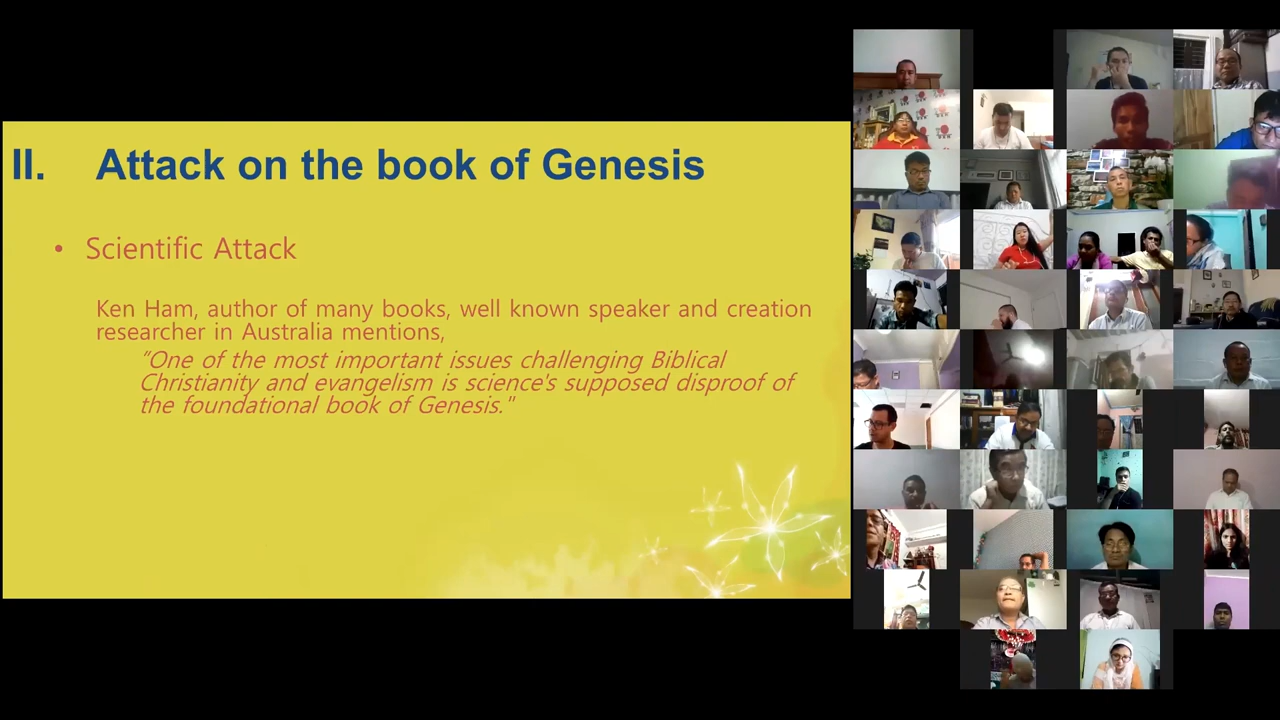 II. Attack on the book of Genesis
• Scientific Attack
Ken Ham, author of many books, well known speaker and creation
researcher in Australia mentions,
"One of the most important issues challenging Biblical
Christianity and evangelism is science's supposed disproof of
the foundational book of Genesis."